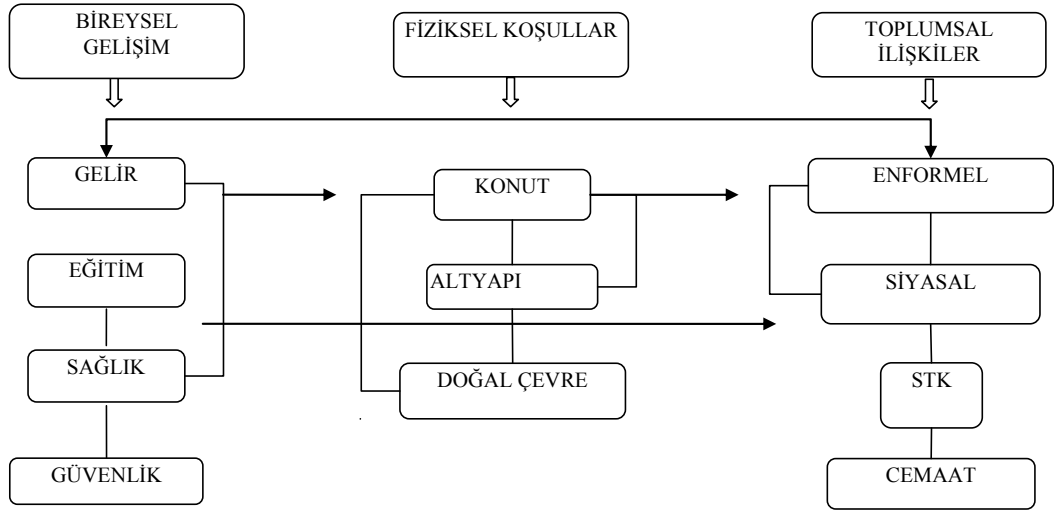 BİREYSEL
GELİŞİM
FİZİKSEL KOŞULLAR
TOPLUMSAL
İLİŞKİLER
GELİR
KONUT
ENFORMEL
EĞİTİM
ALTYAPI
SİYASAL
SAĞLIK
DOĞAL ÇEVRE
STK
GÜVENLİK
CEMAAT